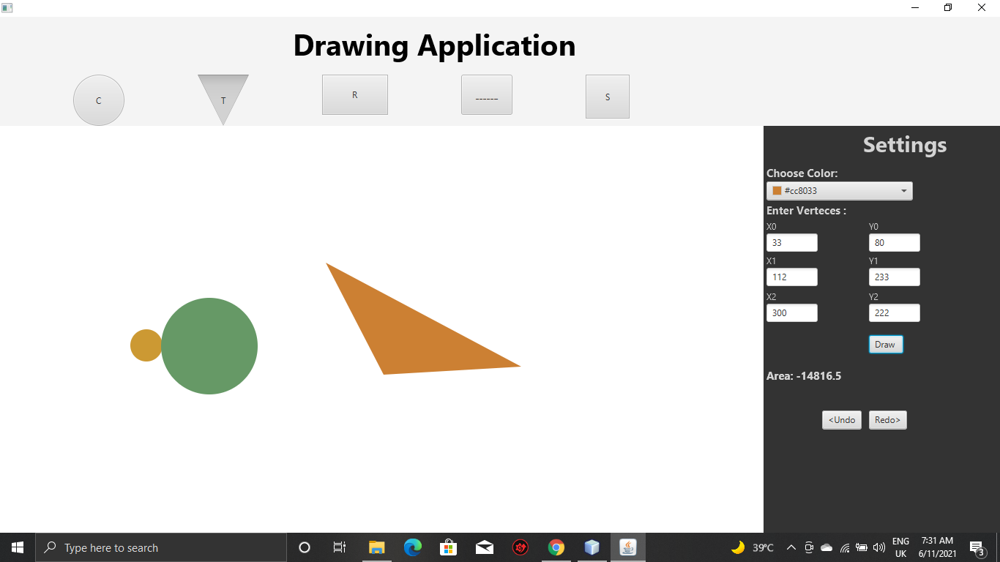 Drawing Application
C
T
R
------
S
Settings
Choose Color:
#cc8033
Enter Verteces :
X0 Y0
33 80
X1 Y1
112 233
X2 Y2
300 222
Draw
Area: -14816.5
<Undo Redo>
Type here to search
39°C
ENG
UK
7:31 AM
6/11/2021
3